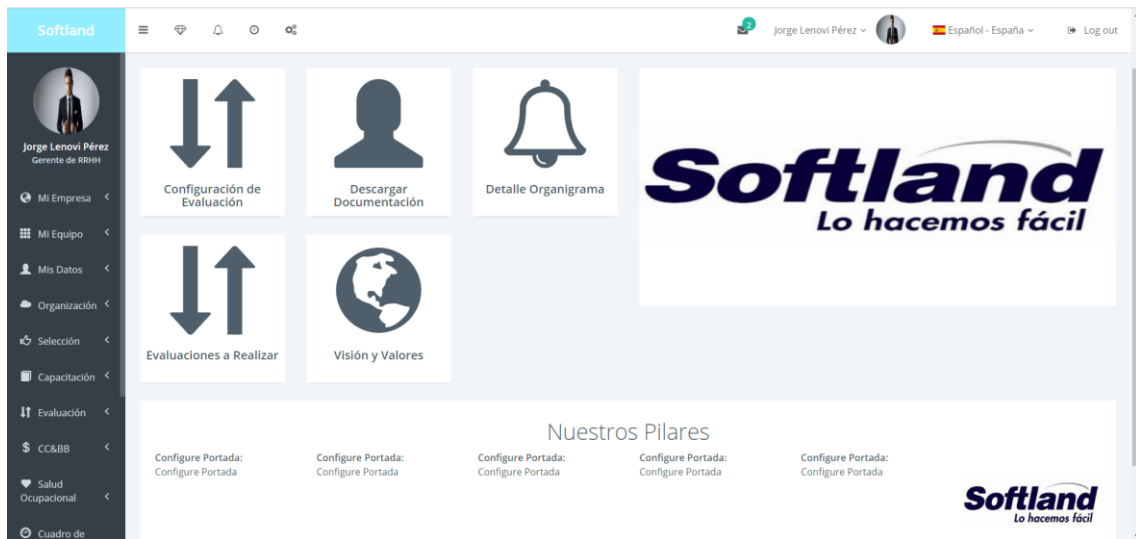 Softland
2
Jorge Lenovi Pérez
Español - España
Log out
Jorge Lenovi Pérez
Gerente de RRHH
Mi Empresa
Mi Equipo
Mis Datos
Organización
Selección
Capacitación
Evaluación
CC&BB
Salud
Ocupacional
Cuadro de
Configuración de
Evaluación
Descargar
Documentación
Detalle Organigrama
Evaluaciones a Realizar
Visión y Valores
Softland
Lo hacemos fácil
Nuestros Pilares
Configure Portada:
Configure Portada
Configure Portada:
Configure Portada
Configure Portada:
Configure Portada
Configure Portada:
Configure Portada
Configure Portada:
Configure Portada
Softland
Lo hacemos fácil